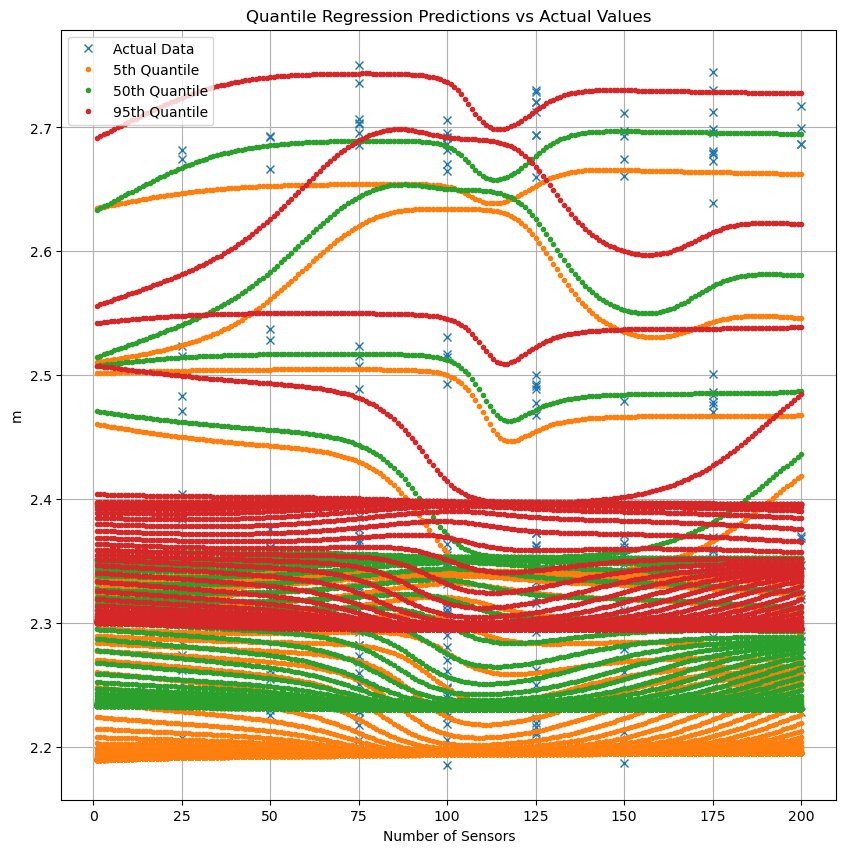 Quantile Regression Predictions vs Actual Values
Actual Data
5th Quantile
50th Quantile
95th Quantile
m
2.7
2.6
2.5
2.4
2.3
2.2
0 25 50 75 100 125 150 175 200
Number of Sensors